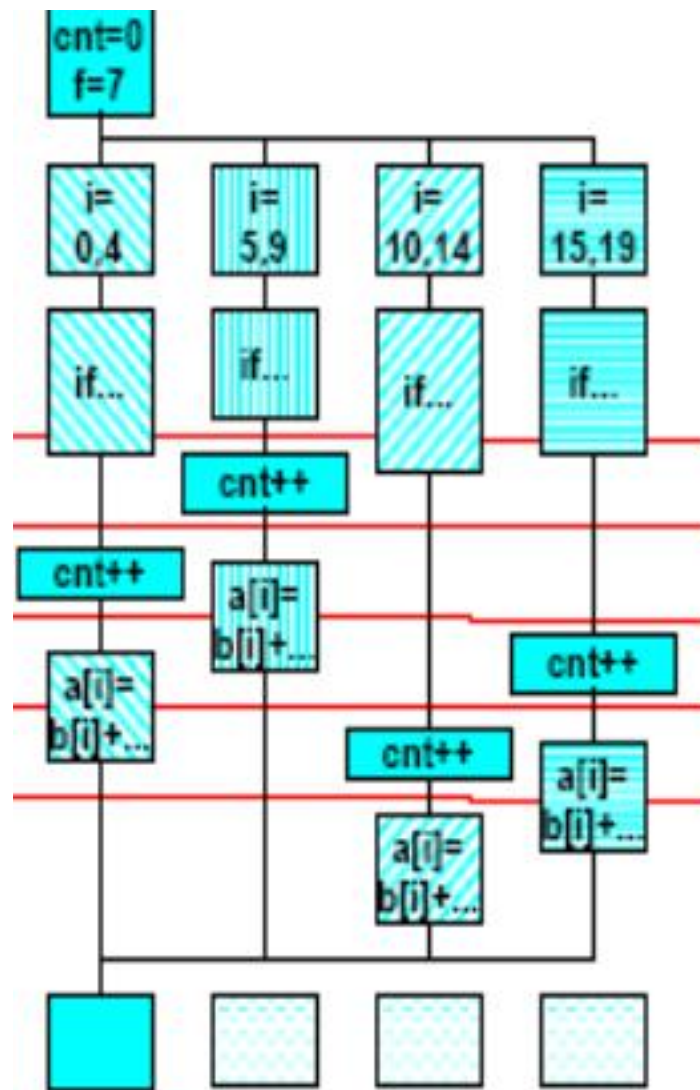 cnt=0
f=7
i=
0,4
i=
5,9
i=
10,14
i=
15,19
if...
if...
if...
if...
cnt++
cnt++
a[i]=
b[i]+...
cnt++
a[i]=
b[i]+...
cnt++
a[i]=
b[i]+...
a[i]=
b[i]+...